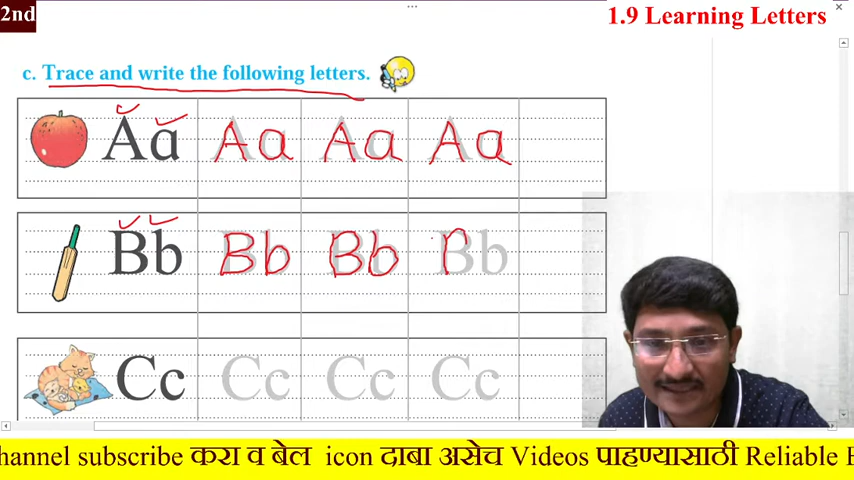 2nd
1.9 Learning Letters
c. Trace and write the following letters.
Aa Aa Aa Aa
Bb Bb Bb Bb
Cc Cc Cc Cc
hannel subscribe करा व बेल icon दाबा असेच Videos पाहण्यासाठी Reliable E